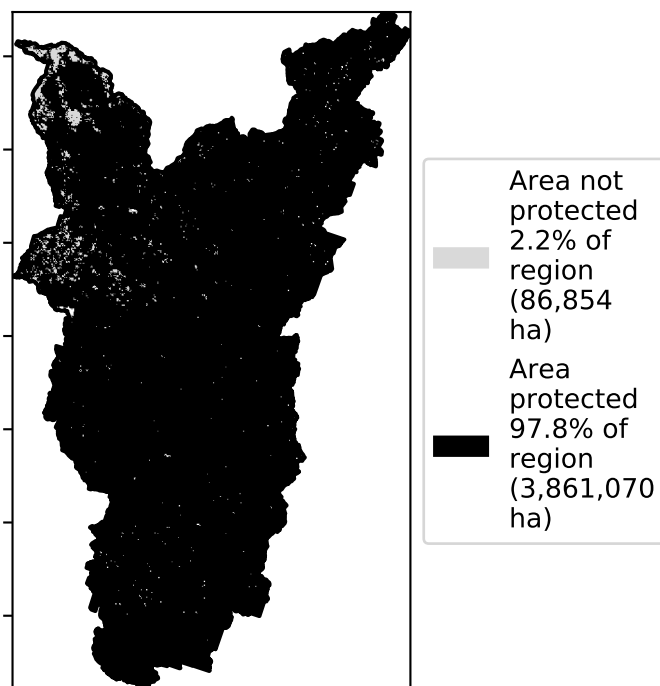 Area not
protected
2.2% of
region
(86,854
ha)
Area
protected
97.8% of
region
(3,861,070
ha)